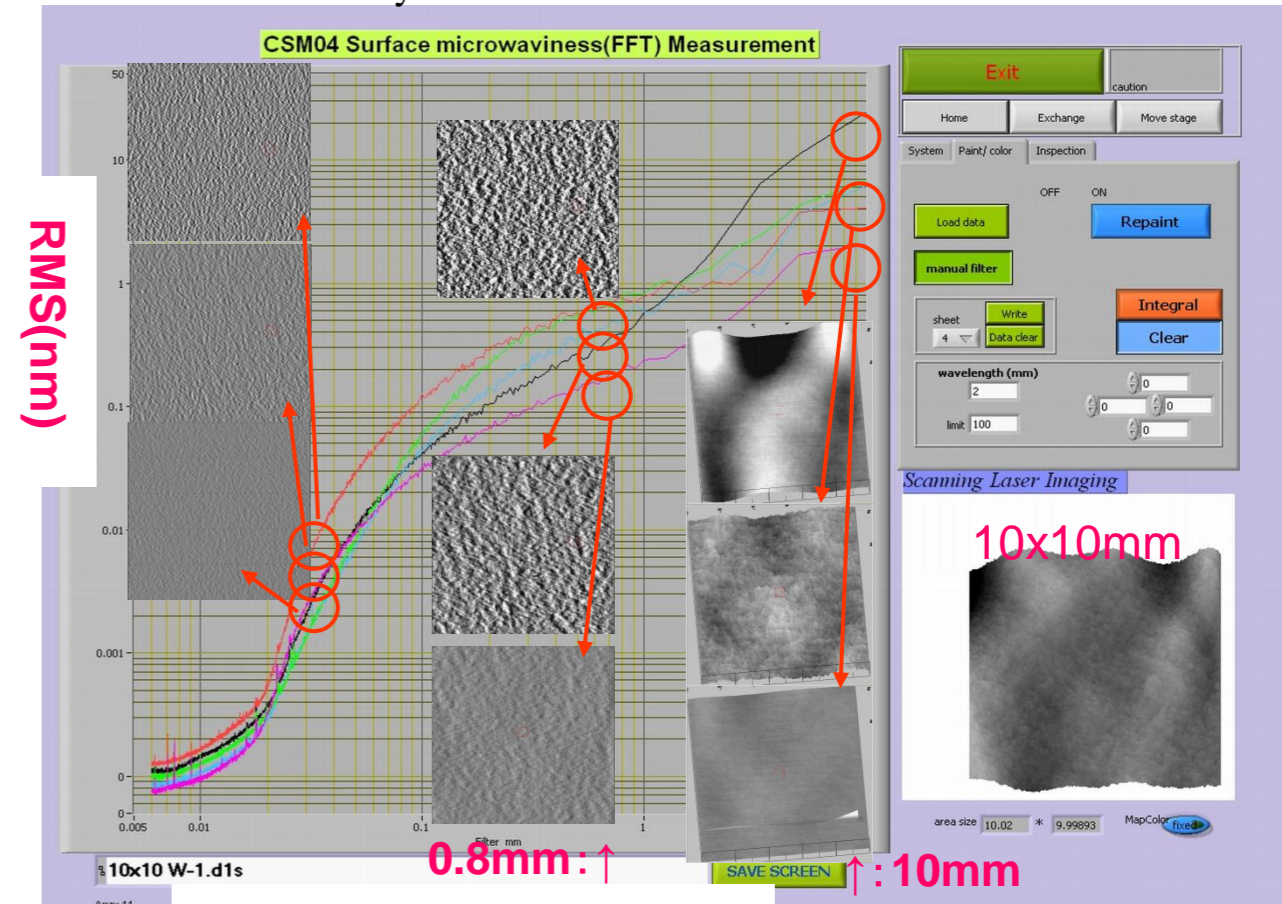 CSM04 Surface microwaviness(FFT) Measurement
50
10
1
0.1
0.01
0.001
0
0
0.005
0.01
0.1
1
Filter mm
RMS(nm)
10x10 W-1.d1s
0.8mm:↑
SAVE SCREEN
↑:10mm
Exit
caution
Home
Exchange
Move stage
System
Paint/ color
Inspection
OFF
ON
Load data
Repaint
manual filter
Integral
sheet
Write
4
Data clear
Clear
wavelength (mm)
2
limit
100
0
0
0
0
Scanning Laser Imaging
10x10mm
area size
10.02
*
9.99893
MapColor
fixed